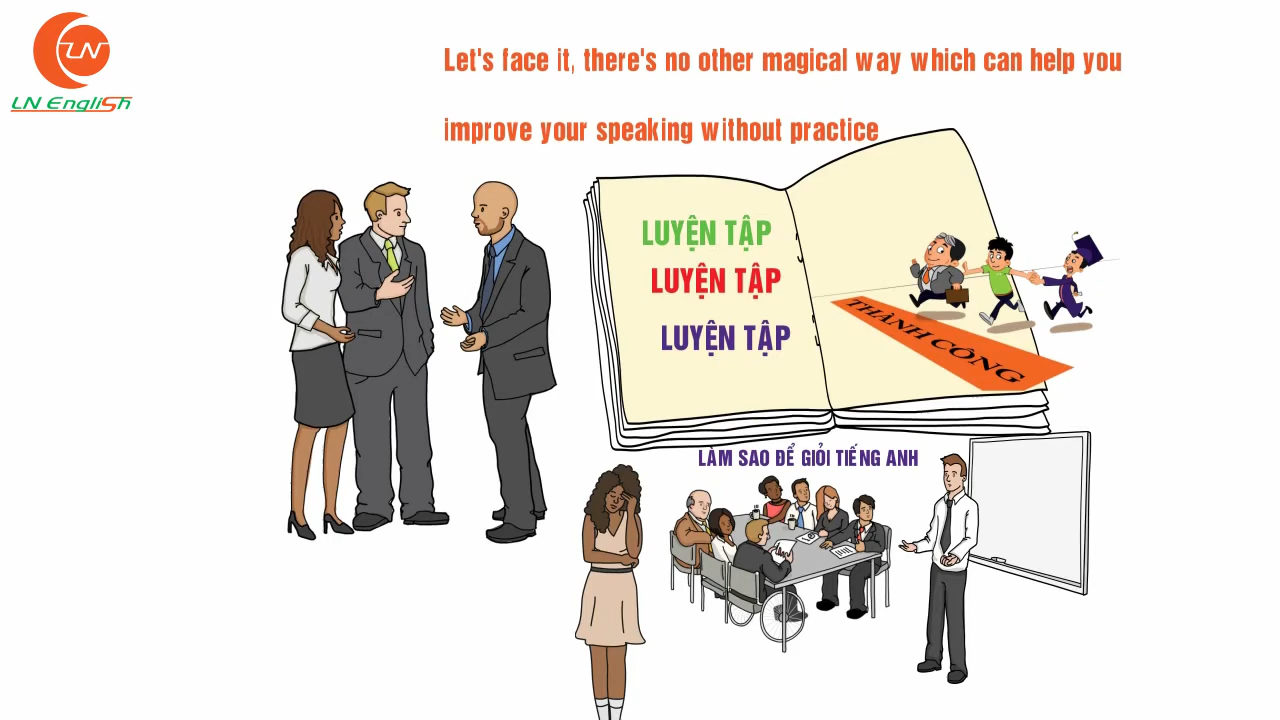 LN
LN English
Let's face it, there's no other magical way which can help you
improve your speaking without practice
LUYỆN TẬP
LUYỆN TẬP
LUYỆN TẬP
THÀNH CÔNG
LÀM SAO ĐỂ GIỎI TIẾNG ANH